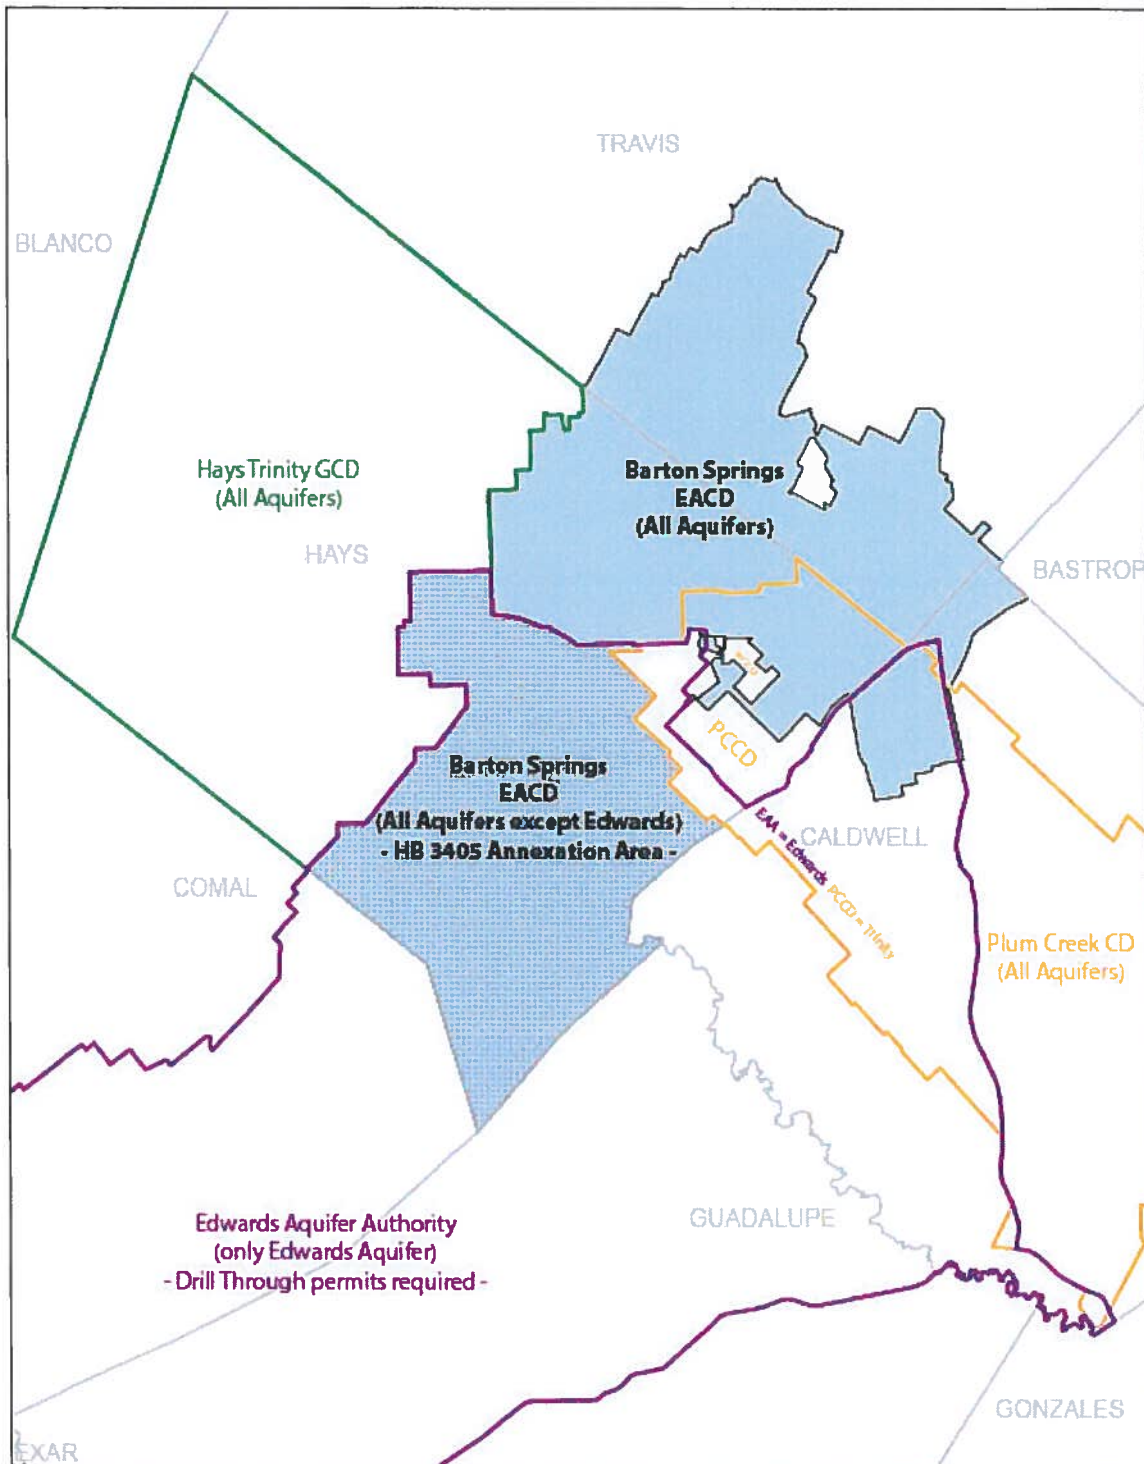 TRAVIS
BLANCO
Hays Trinity GCD
(All Aquifers)
Barton Springs
EACD
(All Aquifers)
HAYS
BASTROP
PCCD
Barton Springs
EACD
(All Aquifers except Edwards)
- HB 3405 Annexation Area -
EAA = Edwards
PCCD = Trinity
CALDWELL
COMAL
Plum Creek CD
(All Aquifers)
Edwards Aquifer Authority
(only Edwards Aquifer)
- Drill Through permits required -
GUADALUPE
GONZALES
EXAR